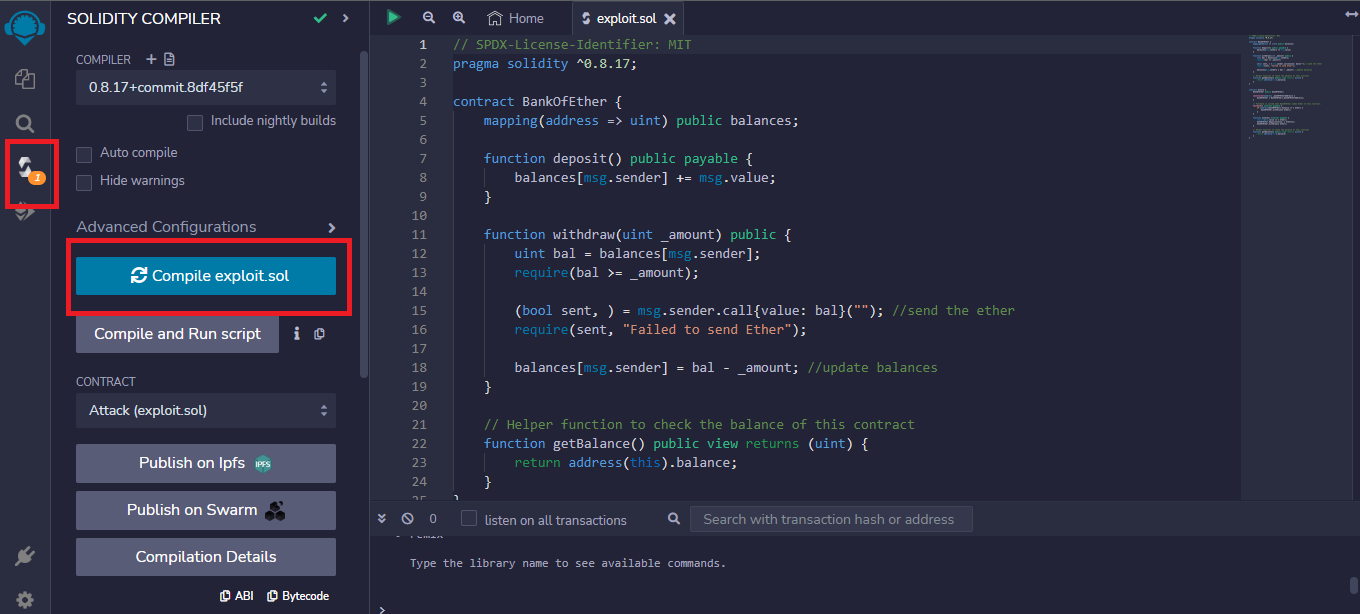 SOLIDITY COMPILER
COMPILER
0.8.17+commit.8df45f5f
Include nightly builds
Auto compile
Hide warnings
1
Advanced Configurations
Compile exploit.sol
Compile and Run script
CONTRACT
Attack (exploit.sol)
Publish on Ipfs IPFS
Publish on Swarm
Compilation Details
ABI Bytecode
Home exploit.sol
1 // SPDX-License-Identifier: MIT
2 pragma solidity ^0.8.17;
3
4 contract BankOfEther {
5 mapping(address => uint) public balances;
6
7 function deposit() public payable {
8 balances[msg.sender] += msg.value;
9 }
10
11 function withdraw(uint _amount) public {
12 uint bal = balances[msg.sender];
13 require(bal >= _amount);
14
15 (bool sent, ) = msg.sender.call{value: bal}(""); //send the ether
16 require(sent, "Failed to send Ether");
17
18 balances[msg.sender] = bal - _amount; //update balances
19 }
20
21 // Helper function to check the balance of this contract
22 function getBalance() public view returns (uint) {
23 return address(this).balance;
24 }
25 }
0 listen on all transactions Search with transaction hash or address
remix
Type the library name to see available commands.
>